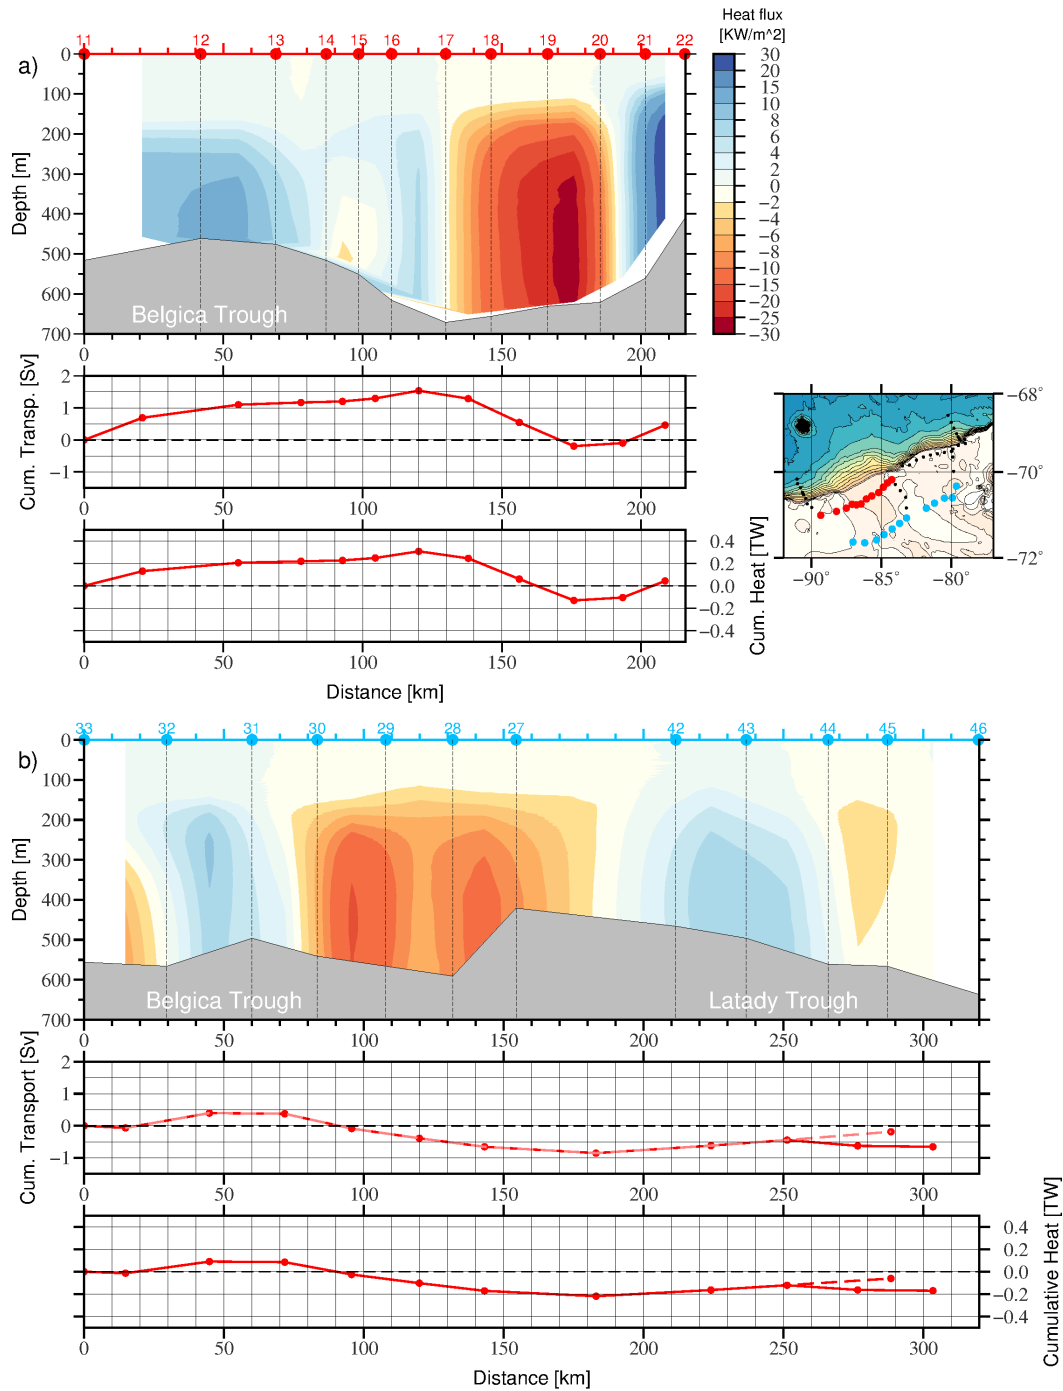 Heat flux
[KW/m^2]
11 12 13 14 15 16 17 18 19 20 21 22
a)
0
100
200
300
400
500
600
700
Depth [m]
Belgica Trough
0 50 100 150 200
30
20
15
10
8
6
4
2
0
−2
−4
−6
−8
−10
−15
−20
−25
−30
Cum. Transp. [Sv]
2
1
0
−1
0.4
0.2
0.0
−0.2
−0.4
Cum. Heat [TW]
0 50 100 150 200
Distance [km]
−68°
−70°
−72°
−90° −85° −80°
33 32 31 30 29 28 27 42 43 44 45 46
b)
0
100
200
300
400
500
600
700
Depth [m]
Belgica Trough Latady Trough
0 50 100 150 200 250 300
Cum. Transport [Sv]
2
1
0
−1
0 50 100 150 200 250 300
0.4
0.2
0.0
−0.2
−0.4
Cumulative Heat [TW]
0 50 100 150 200 250 300
Distance [km]